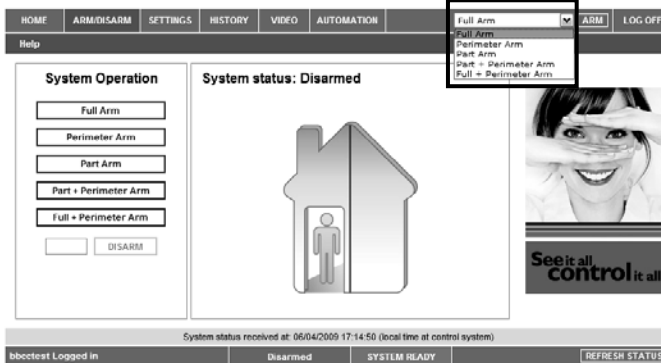 HOME ARM/DISARM SETTINGS HISTORY VIDEO AUTOMATION Full Arm ARM LOG OFF
Help
Full Arm
Perimeter Arm
Part Arm
Part + Perimeter Arm
Full + Perimeter Arm
System Operation
Full Arm
Perimeter Arm
Part Arm
Part + Perimeter Arm
Full + Perimeter Arm
DISARM
System status: Disarmed
See it all
control it all
System status received at: 06/04/2009 17:14:50 (local time at control system)
bbcctest Logged in Disarmed SYSTEM READY REFRESH STATUS